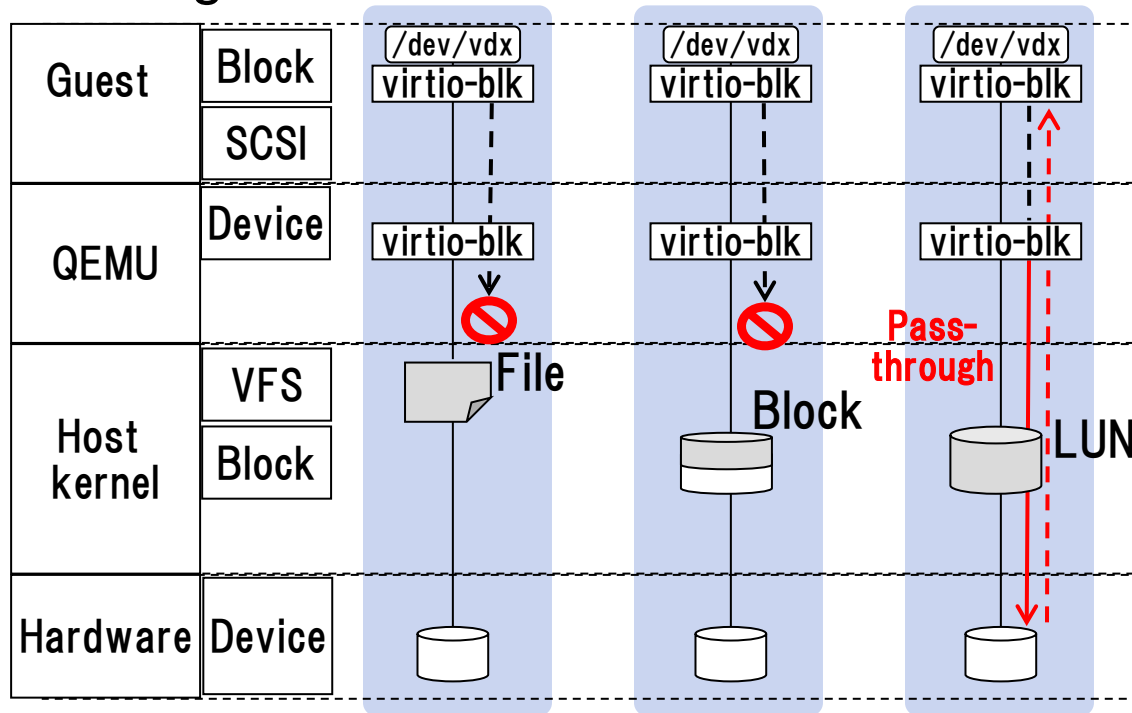 /dev/vdx /dev/vdx /dev/vdx
Guest Block virtio-blk virtio-blk virtio-blk
SCSI
QEMU Device virtio-blk virtio-blk virtio-blk
Pass-
through
Host
kernel
VFS File
Block Block LUN
Hardware Device